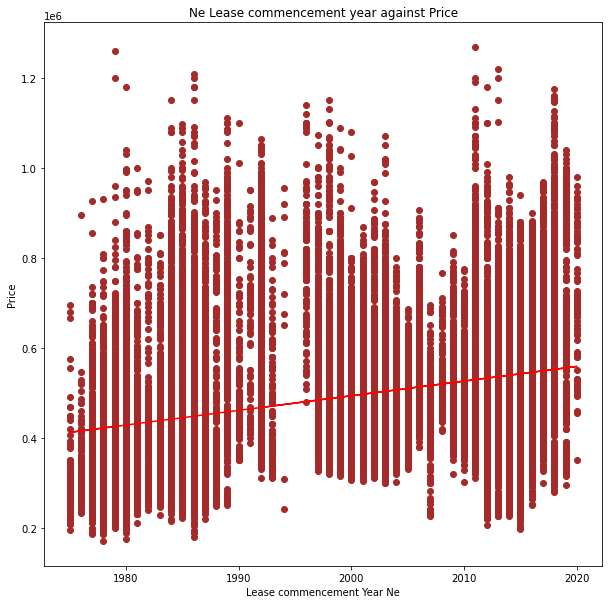 Ne Lease commencement year against Price
1e6
1.2
1.0
0.8
0.6
0.4
0.2
Price
1980 1990 2000 2010 2020
Lease commencement Year Ne